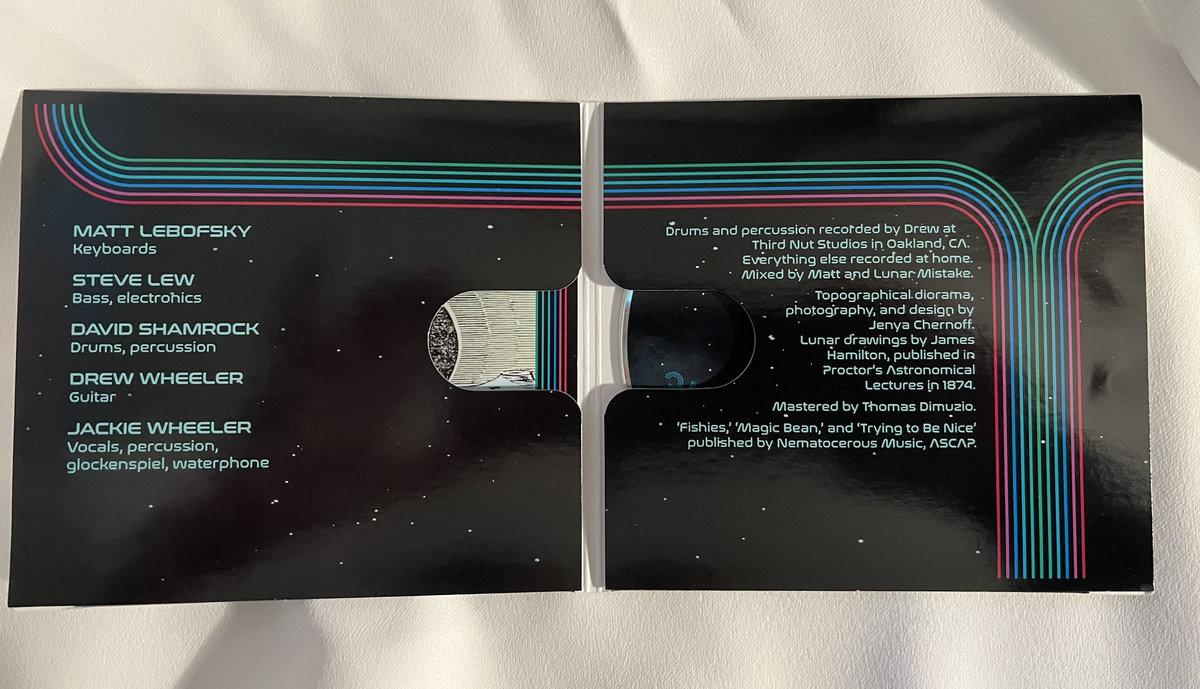 MATT LEBOFSKY
Keyboards
STEVE LEW
Bass, electronics
DAVID SHAMROCK
Drums, percussion
DREW WHEELER
Guitar
JACKIE WHEELER
Vocals, percussion,
glockenspiel, waterphone
Drums and percussion recorded by Drew at
Third Nut Studios in Oakland, CA.
Everything else recorded at home.
Mixed by Matt and Lunar Mistake.
Topographical diorama,
photography, and design by
Jenya Chernoff.
Lunar drawings by James
Hamilton, published in
Proctor's Astronomical
Lectures in 1874.
Mastered by Thomas Dimuzio.
‘Fishies,’ ‘Magic Bean,’ and ‘Trying to Be Nice’
published by Nematocerous Music, ASCAP.